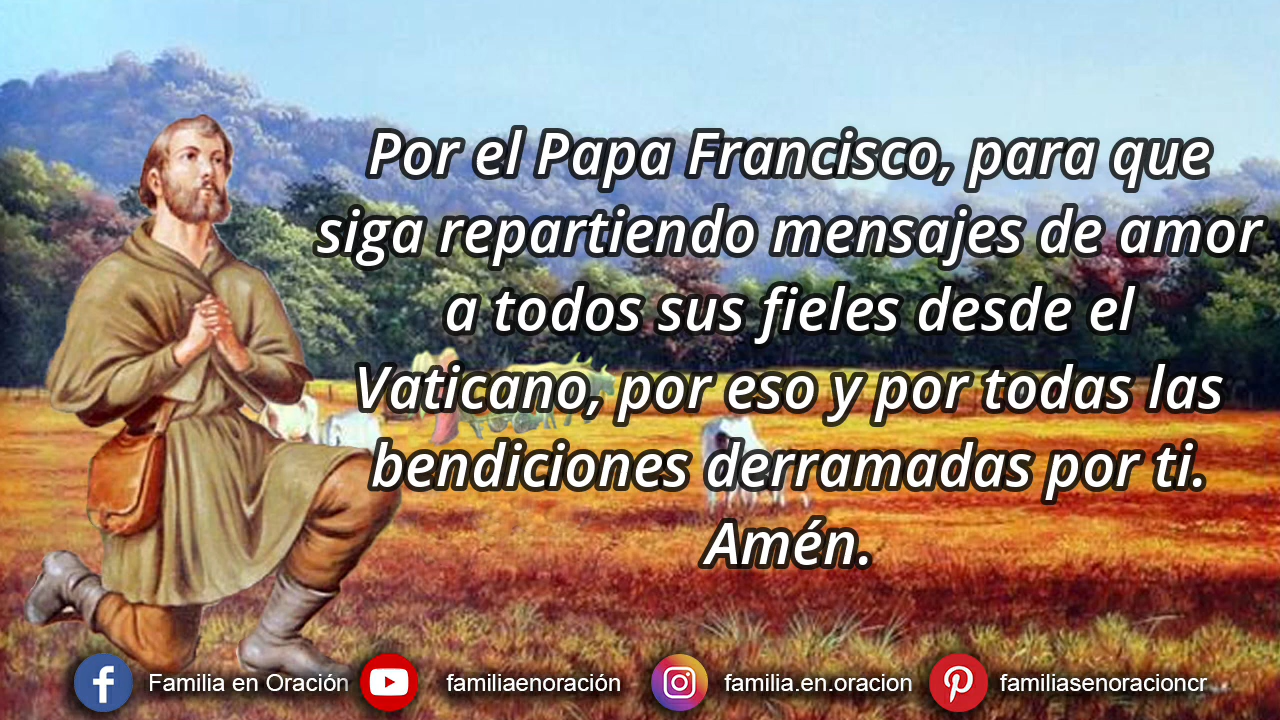 Por el Papa Francisco, para que
siga repartiendo mensajes de amor
a todos sus fieles desde el
Vaticano, por eso y por todas las
bendiciones derramadas por ti.
Amén.
Familia en Oración familiaenoración familia.en.oracion familiasenoracioncr